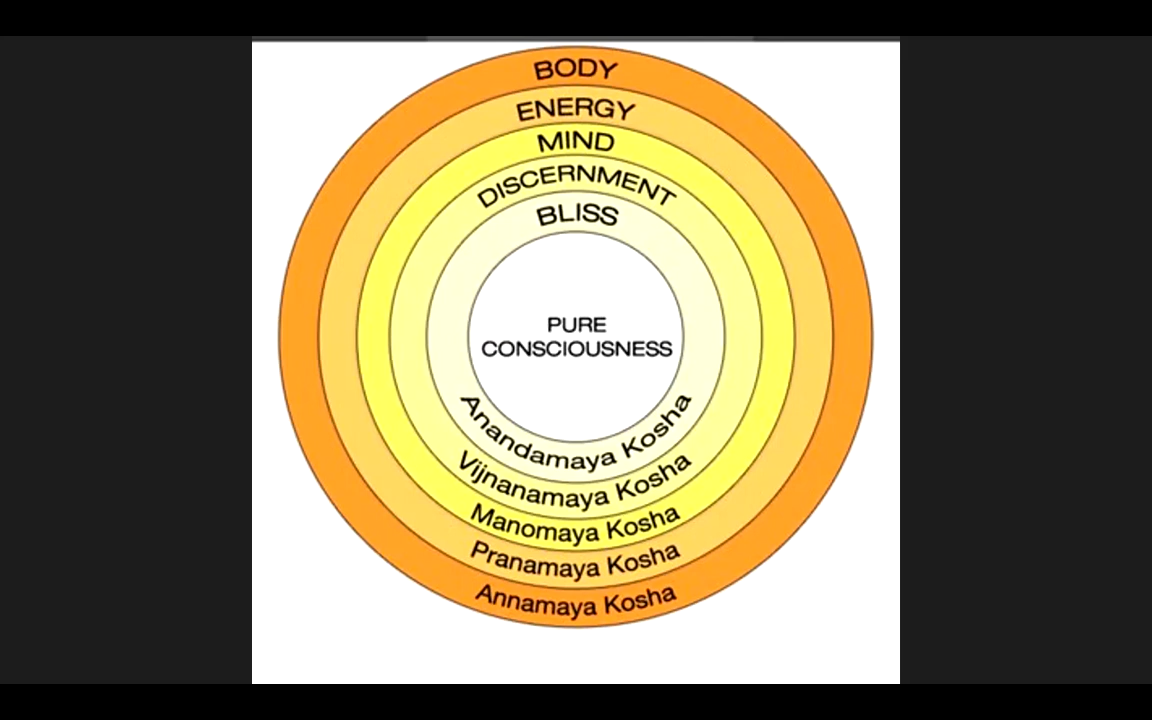 BODY
ENERGY
MIND
DISCERNMENT
BLISS
PURE
CONSCIOUSNESS
Anandamaya Kosha
Vijnanamaya Kosha
Manomaya Kosha
Pranamaya Kosha
Annamaya Kosha